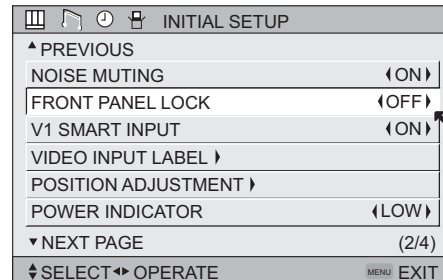 INITIAL SETUP
PREVIOUS
NOISE MUTING ON
FRONT PANEL LOCK OFF
V1 SMART INPUT ON
VIDEO INPUT LABEL
POSITION ADJUSTMENT
POWER INDICATOR LOW
NEXT PAGE (2/4)
SELECT OPERATE MENU EXIT